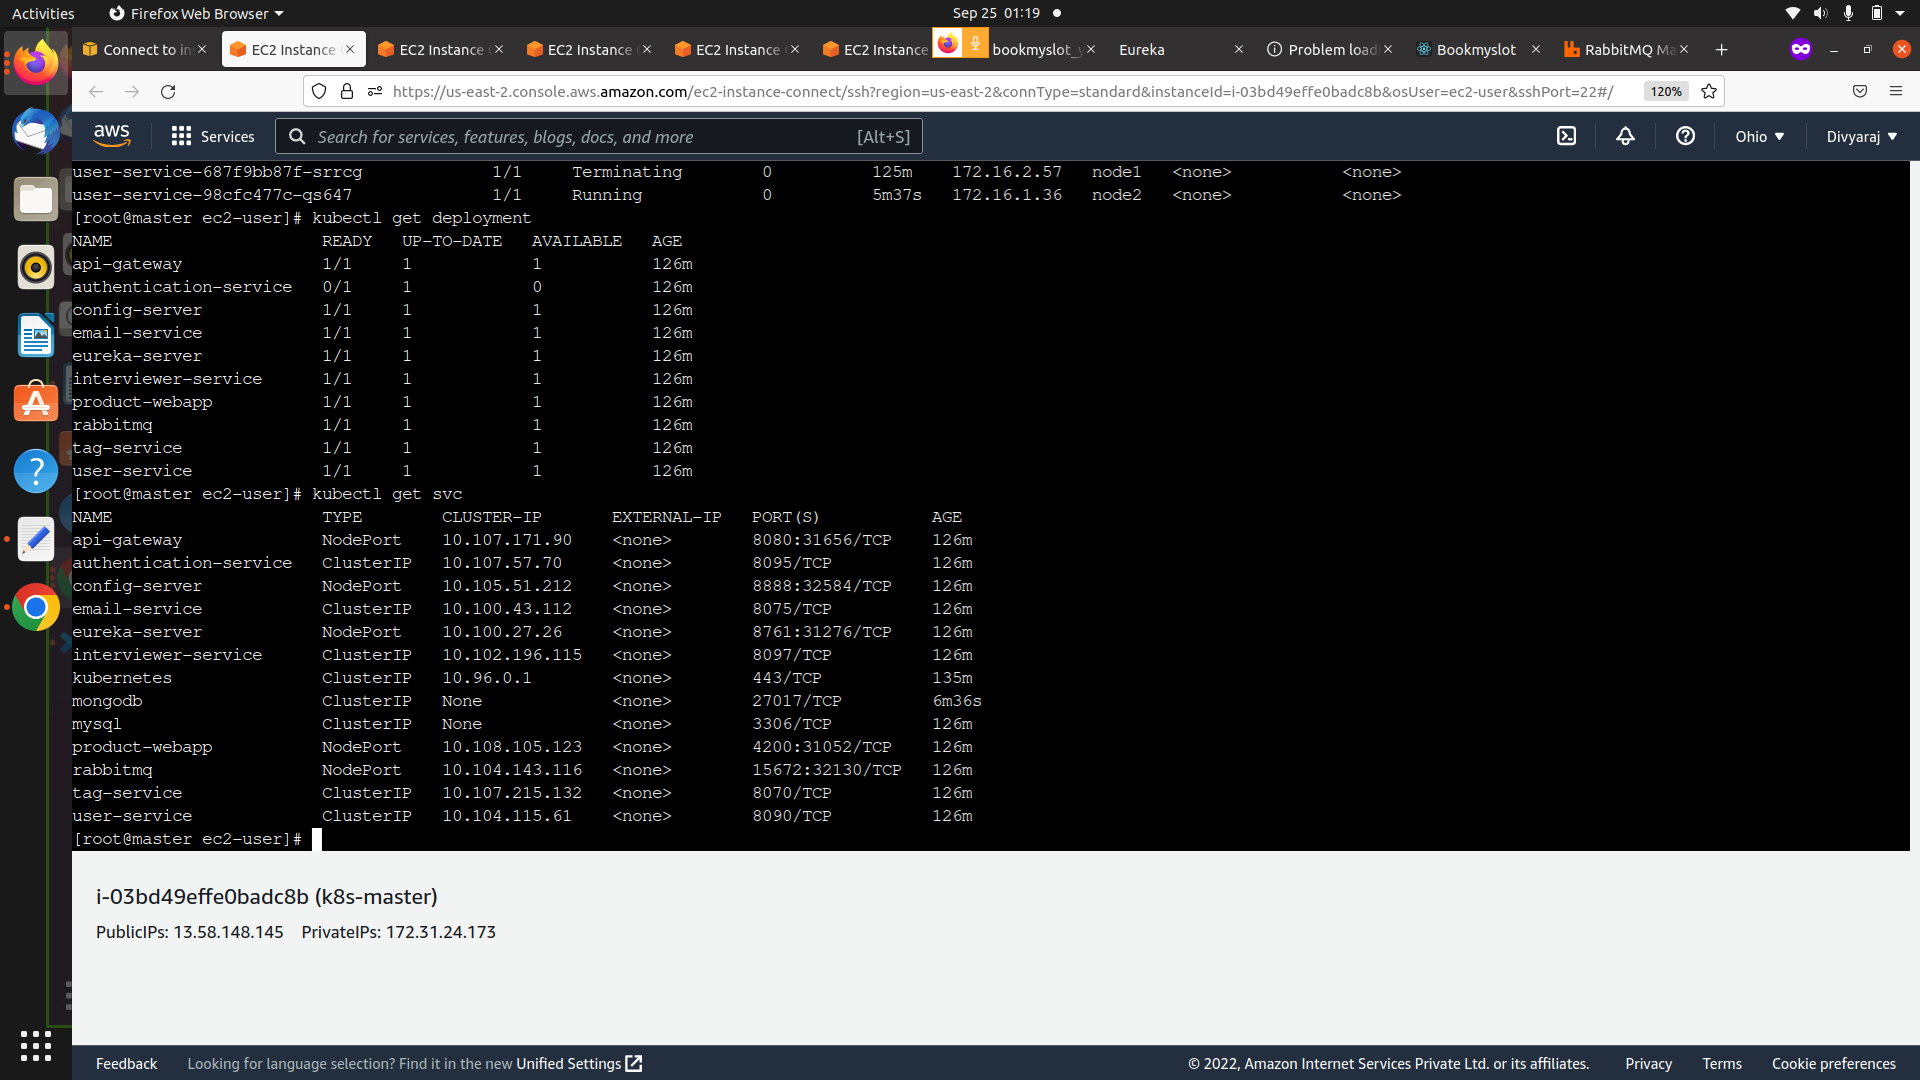 Activities Firefox Web Browser Sep 25 01:19
Connect to in EC2 Instance EC2 Instance EC2 Instance EC2 Instance EC2 Instance bookmyslot_y Eureka Problem load Bookmyslot RabbitMQ Ma
https://us-east-2.console.aws.amazon.com/ec2-instance-connect/ssh?region=us-east-2&connType=standard&instanceId=i-03bd49effe0badc8b&osUser=ec2-user&sshPort=22#/ 120%
aws Services Search for services, features, blogs, docs, and more [Alt+S] Ohio Divyaraj
user-service-687f9bb87f-srrcg 1/1 Terminating 0 125m 172.16.2.57 node1 <none> <none>
user-service-98cfc477c-qs647 1/1 Running 0 5m37s 172.16.1.36 node2 <none> <none>
[root@master ec2-user]# kubectl get deployment
NAME READY UP-TO-DATE AVAILABLE AGE
api-gateway 1/1 1 1 126m
authentication-service 0/1 1 0 126m
config-server 1/1 1 1 126m
email-service 1/1 1 1 126m
eureka-server 1/1 1 1 126m
interviewer-service 1/1 1 1 126m
product-webapp 1/1 1 1 126m
rabbitmq 1/1 1 1 126m
tag-service 1/1 1 1 126m
user-service 1/1 1 1 126m
[root@master ec2-user]# kubectl get svc
NAME TYPE CLUSTER-IP EXTERNAL-IP PORT(S) AGE
api-gateway NodePort 10.107.171.90 <none> 8080:31656/TCP 126m
authentication-service ClusterIP 10.107.57.70 <none> 8095/TCP 126m
config-server NodePort 10.105.51.212 <none> 8888:32584/TCP 126m
email-service ClusterIP 10.100.43.112 <none> 8075/TCP 126m
eureka-server NodePort 10.100.27.26 <none> 8761:31276/TCP 126m
interviewer-service ClusterIP 10.102.196.115 <none> 8097/TCP 126m
kubernetes ClusterIP 10.96.0.1 <none> 443/TCP 135m
mongodb ClusterIP None <none> 27017/TCP 6m36s
mysql ClusterIP None <none> 3306/TCP 126m
product-webapp NodePort 10.108.105.123 <none> 4200:31052/TCP 126m
rabbitmq NodePort 10.104.143.116 <none> 15672:32130/TCP 126m
tag-service ClusterIP 10.107.215.132 <none> 8070/TCP 126m
user-service ClusterIP 10.104.115.61 <none> 8090/TCP 126m
[root@master ec2-user]#
i-03bd49effe0badc8b (k8s-master)
PublicIPs: 13.58.148.145 PrivateIPs: 172.31.24.173
Feedback Looking for language selection? Find it in the new Unified Settings © 2022, Amazon Internet Services Private Ltd. or its affiliates. Privacy Terms Cookie preferences